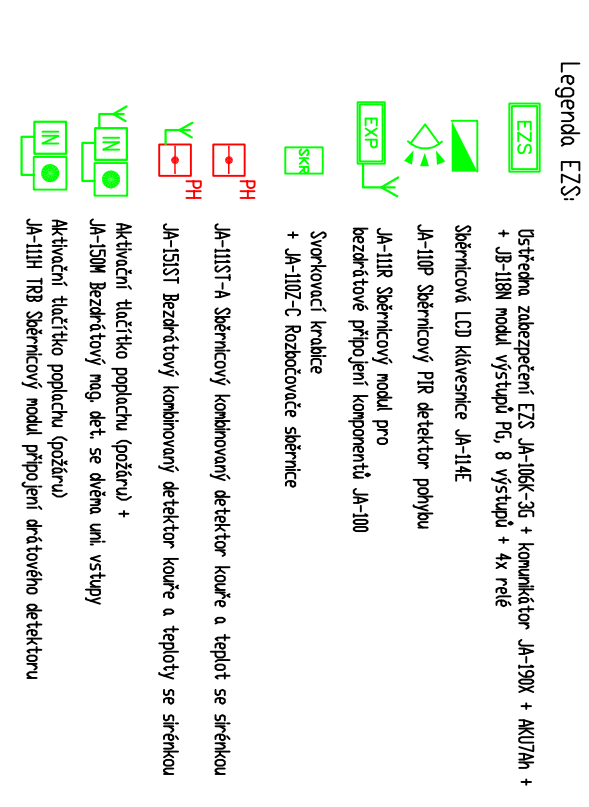 Legenda EZS:
EZS
Ústředna zabezpečení EZS JA-106K-3G + komunikátor JA-190X + AKU7Ah +
+ JB-118N modul výstupů PG, 8 výstupů + 4x relé
Sběrnicová LCD klávesnice JA-114E
JA-110P Sběrnicový PIR detektor pohybu
EXP
JA-111R Sběrnicový modul pro
bezdrátové připojení komponentů JA-100
SKR
Svorkovací krabice
+ JA-110Z-C Rozbočovače sběrnice
PH
JA-111ST-A Sběrnicový kombinovaný detektor kouře a teplot se sirénkou
PH
JA-151ST Bezdrátový kombinovaný detektor kouře a teploty se sirénkou
IN
Aktivační tlačítko poplachu (požáru) +
JA-150M Bezdrátový mag. det. se dvěma uni. vstupy
IN
Aktivační tlačítko poplachu (požáru)
JA-111H TRB Sběrnicový modul připojení drátového detektoru